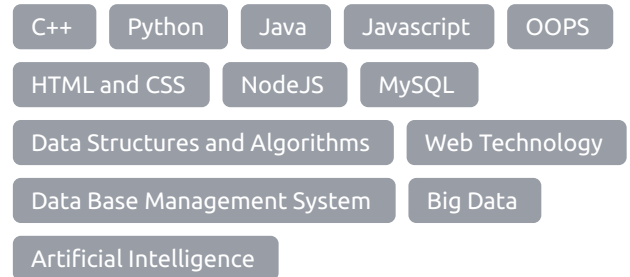 C++ Python Java Javascript OOPS
HTML and CSS NodeJS MySQL
Data Structures and Algorithms Web Technology
Data Base Management System Big Data
Artificial Intelligence